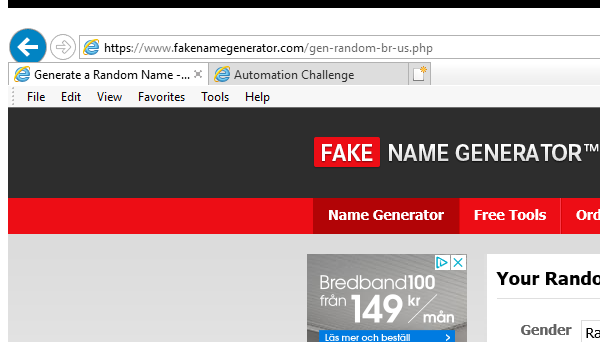 https://www.fakenamegenerator.com/gen-random-br-us.php
Generate a Random Name -... Automation Challenge
File Edit View Favorites Tools Help
FAKE NAME GENERATOR™
Name Generator Free Tools Ord
Bredband100
från 149 kr/mån
Läs mer och beställ
Your Rando
Gender Ra